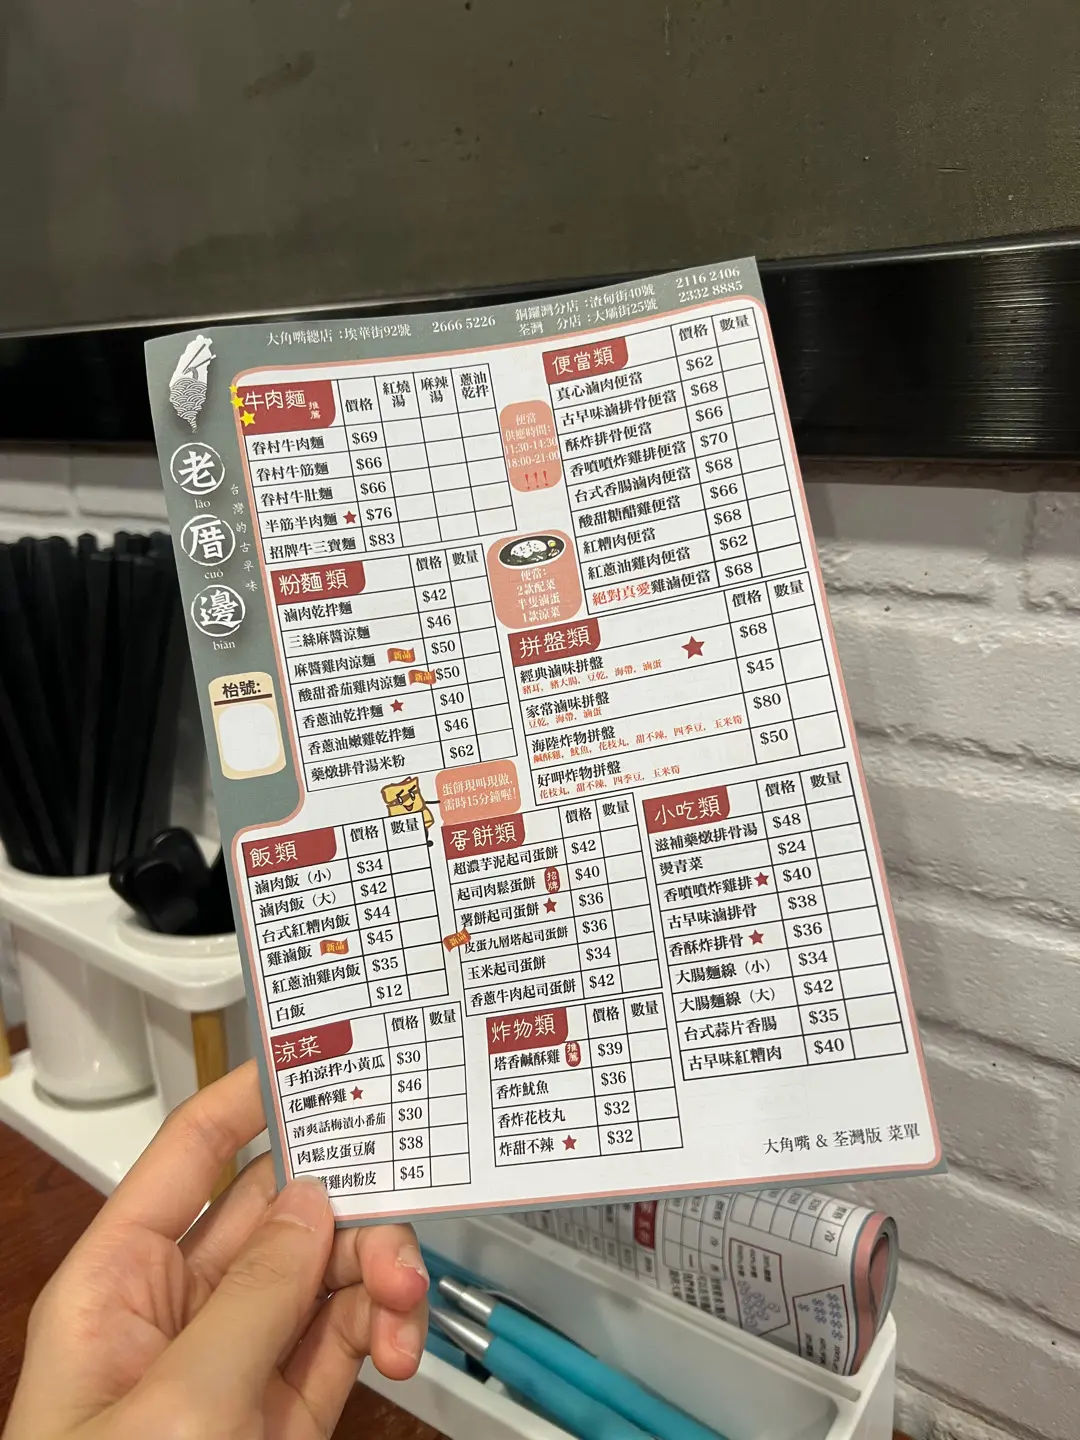 大角嘴總店：埃華街92號 2666 5226
銅鑼灣分店：渣甸街40號 2116 2406
荃灣 分店：大壩街25號 2332 8885
老 lǎo
厝 cuò
邊 biān
台灣的古早味
枱號：
牛肉麵 推薦 價格 紅燒湯 麻辣湯 蔥油乾拌
眷村牛肉麵 $69
眷村牛筋麵 $66
眷村牛肚麵 $66
半筋半肉麵 $76
招牌牛三寶麵 $83
粉麵類 價格 數量
滷肉乾拌麵 $42
三絲麻醬涼麵 $46
麻醬雞肉涼麵 新品 $50
酸甜番茄雞肉涼麵 新品 $50
香蔥油乾拌麵 $40
香蔥油嫩雞乾拌麵 $46
藥燉排骨湯米粉 $62
便當
供應時間：
11:30-14:30
18:00-21:00
!!!
便當：
2款配菜
半隻滷蛋
1款涼菜
便當類 價格 數量
真心滷肉便當 $62
古早味滷排骨便當 $68
酥炸排骨便當 $66
香噴噴炸雞排便當 $70
台式香腸滷肉便當 $68
酸甜糖醋雞便當 $66
紅糟肉便當 $68
紅蔥油雞肉便當 $62
絕對真愛雞滷便當 $68
拼盤類 價格 數量
經典滷味拼盤 $68
豬耳，豬大腸，豆乾，海帶，滷蛋
家常滷味拼盤 $45
豆乾，海帶，滷蛋
海陸炸物拼盤 $80
鹹酥雞，魷魚，花枝丸，甜不辣，四季豆，玉米筍
好呷炸物拼盤 $50
花枝丸，甜不辣，四季豆，玉米筍
蛋餅現叫現做，
需時15分鐘喔！
飯類 價格 數量
滷肉飯（小） $34
滷肉飯（大） $42
台式紅糟肉飯 $44
雞滷飯 新品 $45
紅蔥油雞肉飯 $35
白飯 $12
涼菜 價格 數量
手拍涼拌小黃瓜 $30
花雕醉雞 $46
清爽話梅漬小番茄 $30
肉鬆皮蛋豆腐 $38
醬雞肉粉皮 $45
蛋餅類 價格 數量
超濃芋泥起司蛋餅 $42
起司肉鬆蛋餅 招牌 $40
薯餅起司蛋餅 $36
新品 皮蛋九層塔起司蛋餅 $36
玉米起司蛋餅 $34
香蔥牛肉起司蛋餅 $42
炸物類 價格 數量
塔香鹹酥雞 推薦 $39
香炸魷魚 $36
香炸花枝丸 $32
炸甜不辣 $32
小吃類 價格 數量
滋補藥燉排骨湯 $48
燙青菜 $24
香噴噴炸雞排 $40
古早味滷排骨 $38
香酥炸排骨 $36
大腸麵線（小） $34
大腸麵線（大） $42
台式蒜片香腸 $35
古早味紅糟肉 $40
大角嘴 & 荃灣版 菜單